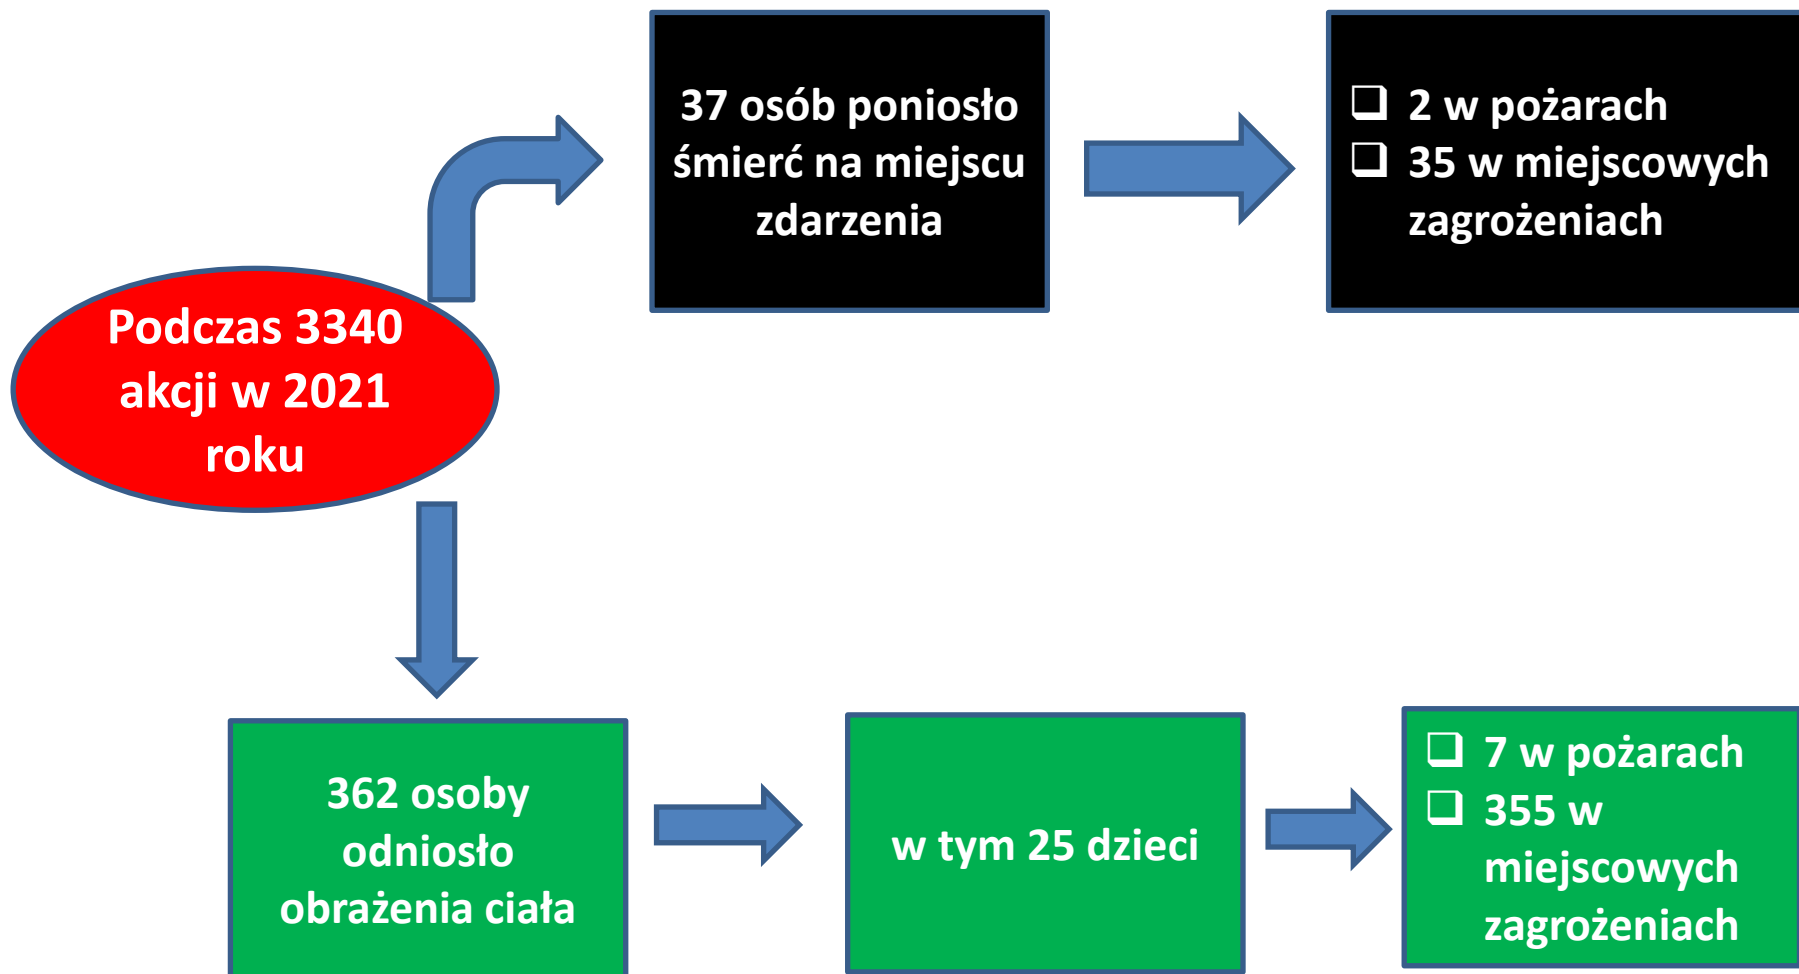 Podczas 3340
akcji w 2021
roku
37 osób poniosło
śmierć na miejscu
zdarzenia
2 w pożarach
35 w miejscowych
zagrożeniach
362 osoby
odniosło
obrażenia ciała
w tym 25 dzieci
7 w pożarach
355 w
miejscowych
zagrożeniach